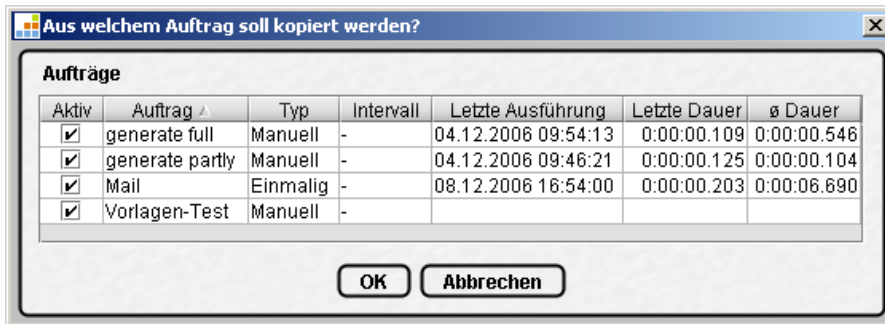 Aus welchem Auftrag soll kopiert werden?
Aufträge
Aktiv Auftrag Typ Intervall Letzte Ausführung Letzte Dauer ø Dauer
generate full Manuell - 04.12.2006 09:54:13 0:00:00.109 0:00:00.546
generate partly Manuell - 04.12.2006 09:46:21 0:00:00.125 0:00:00.104
Mail Einmalig - 08.12.2006 16:54:00 0:00:00.203 0:00:06.690
Vorlagen-Test Manuell -
OK Abbrechen